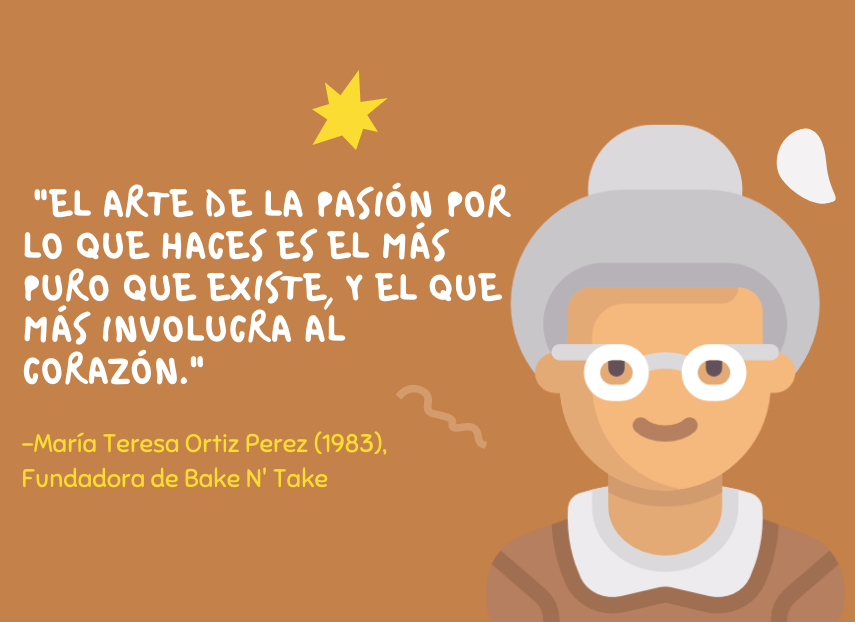 "EL ARTE DE LA PASIÓN POR
LO QUE HACES ES EL MÁS
PURO QUE EXISTE, Y EL QUE
MÁS INVOLUCRA AL
CORAZÓN."
-María Teresa Ortiz Perez (1983),
Fundadora de Bake N' Take